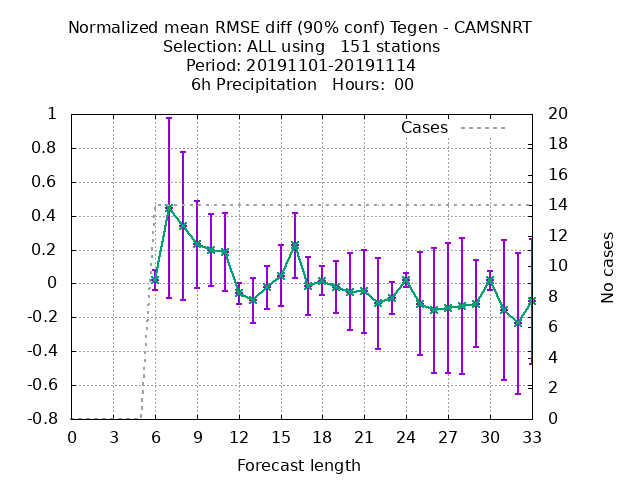 Normalized mean RMSE diff (90% conf) Tegen - CAMSNRT
Selection: ALL using   151 stations
Period: 20191101-20191114
6h Precipitation   Hours:  00
Cases
1
0.8
0.6
0.4
0.2
0
-0.2
-0.4
-0.6
-0.8
20
18
16
14
12
10
8
6
4
2
0
No cases
0 3 6 9 12 15 18 21 24 27 30 33
Forecast length